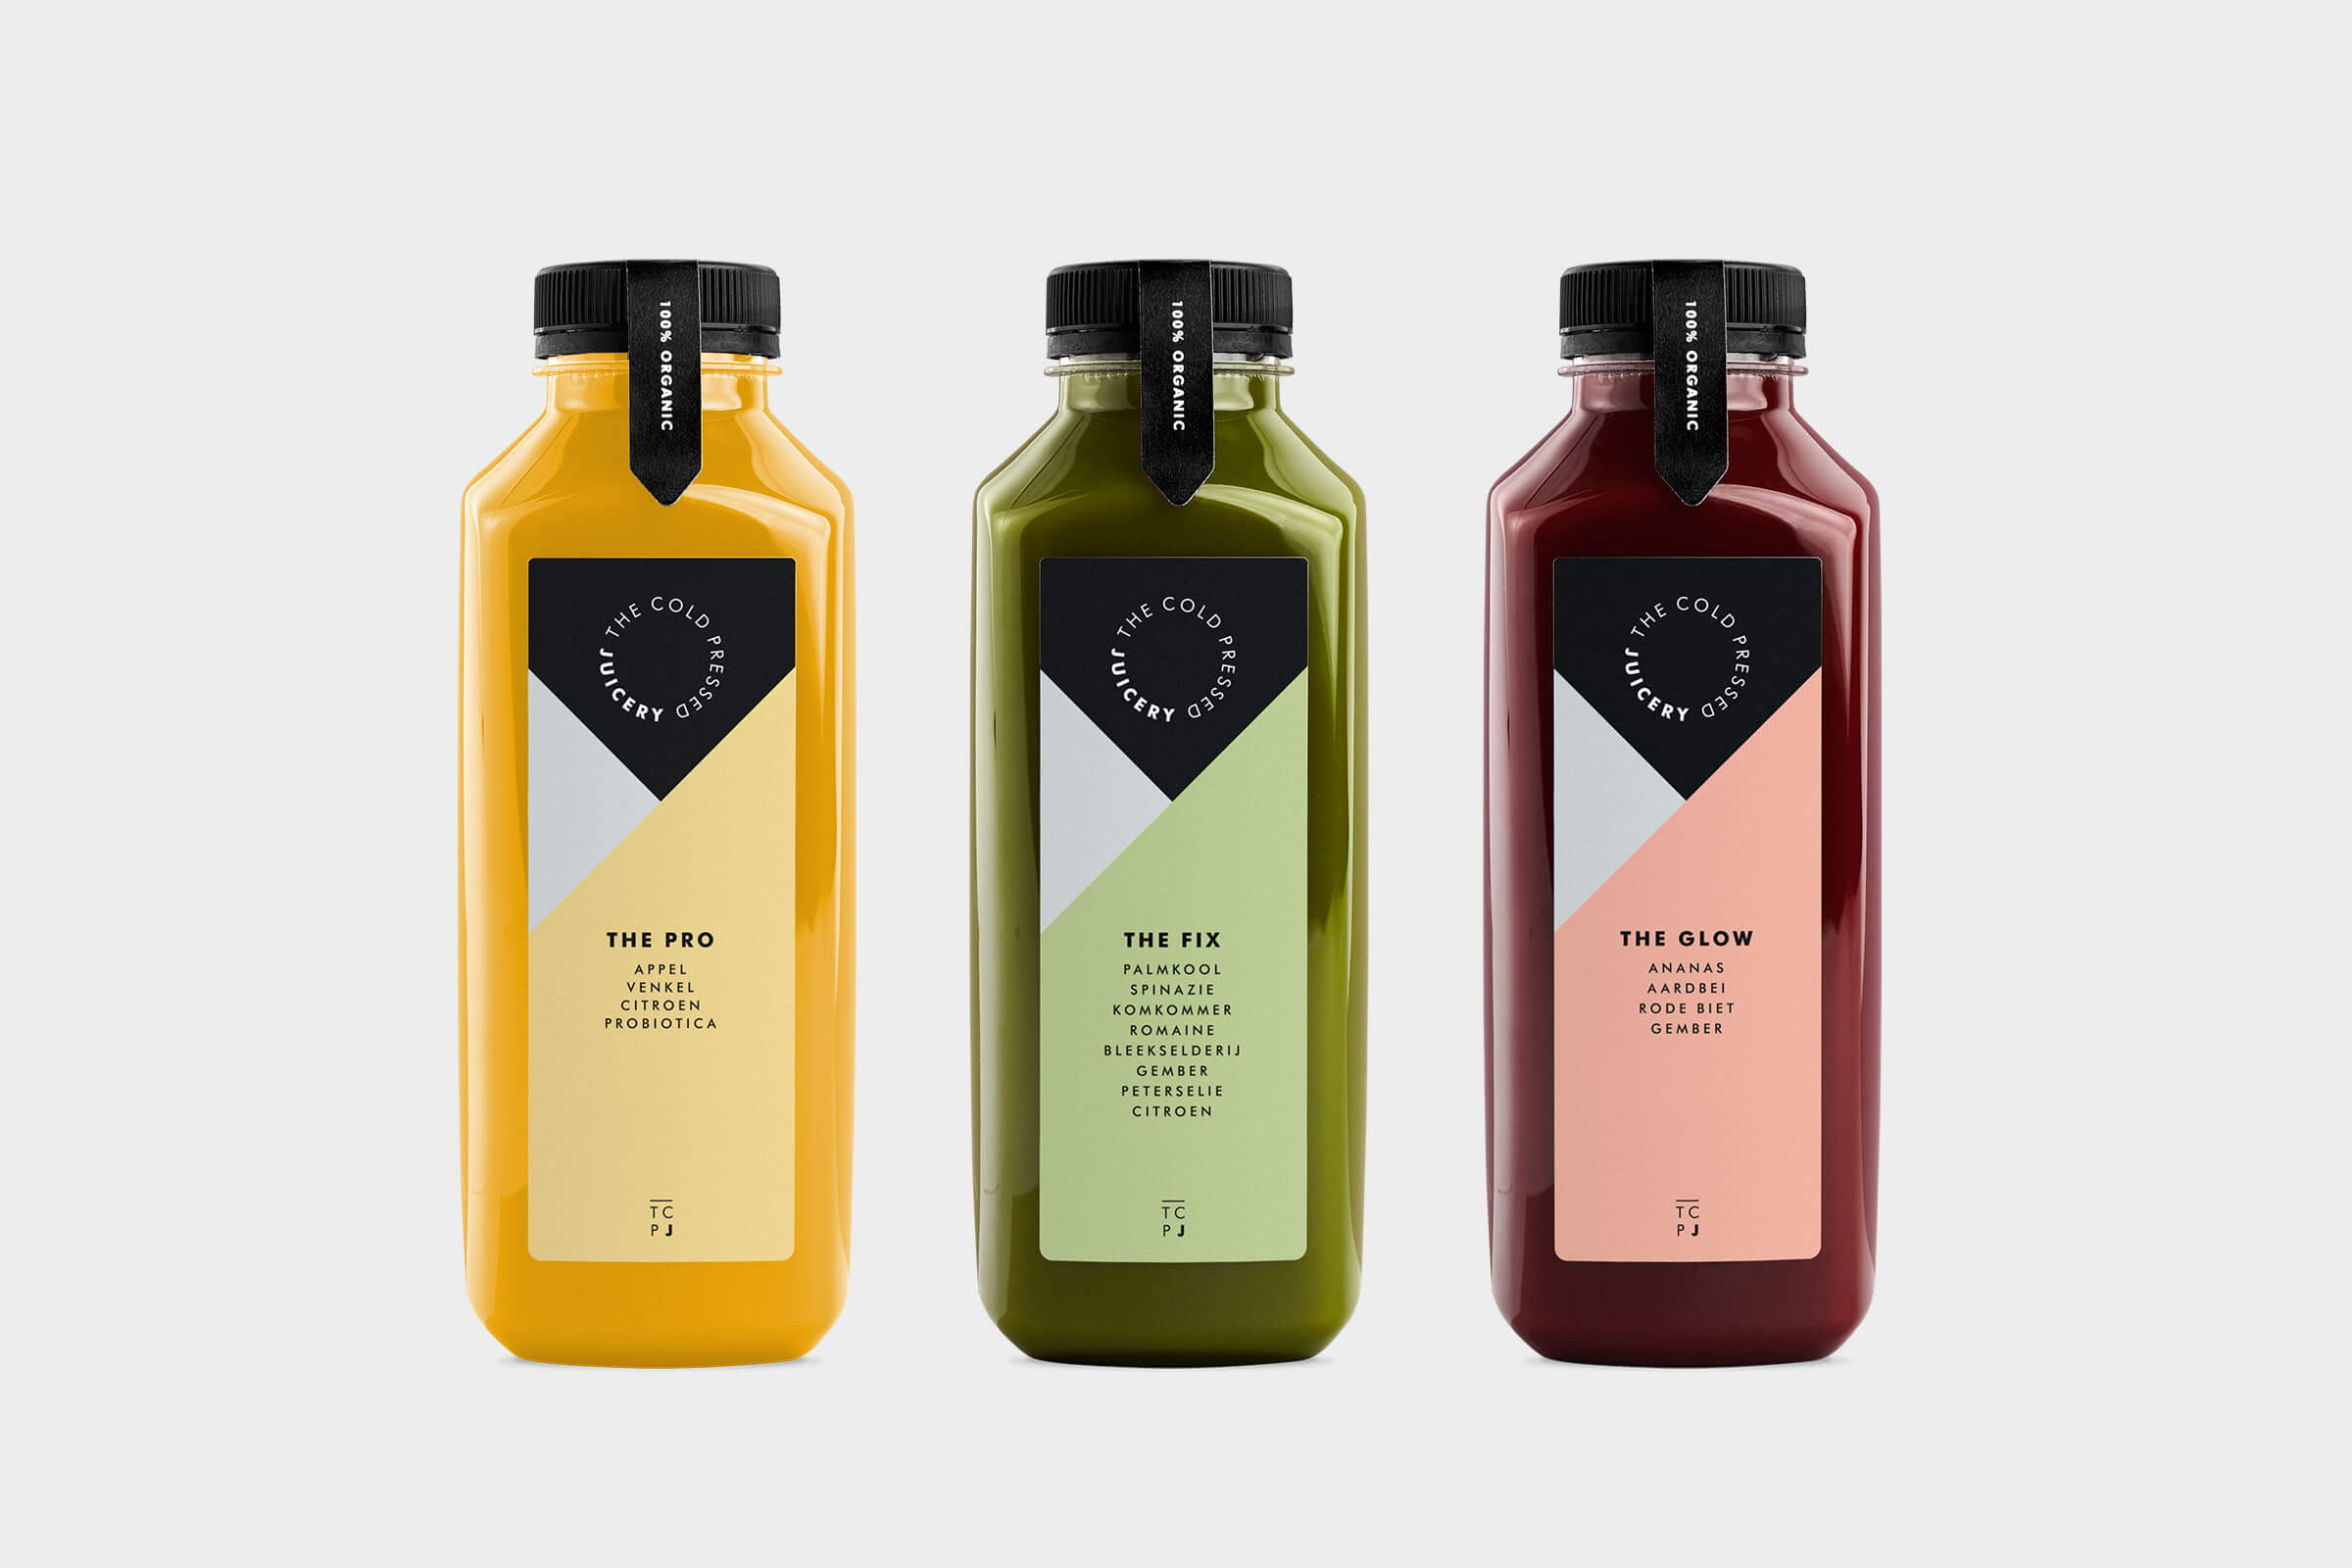 100% ORGANIC
THE COLD PRESSED JUICERY
THE PRO
APPEL
VENKEL
CITROEN
PROBIOTICA
TC
PJ
100% ORGANIC
THE COLD PRESSED JUICERY
THE FIX
PALMKOOL
SPINAZIE
KOMKOMMER
ROMAINE
BLEEKSELDERIJ
GEMBER
PETERSELIE
CITROEN
TC
PJ
100% ORGANIC
THE COLD PRESSED JUICERY
THE GLOW
ANANAS
AARDBEI
RODE BIET
GEMBER
TC
PJ